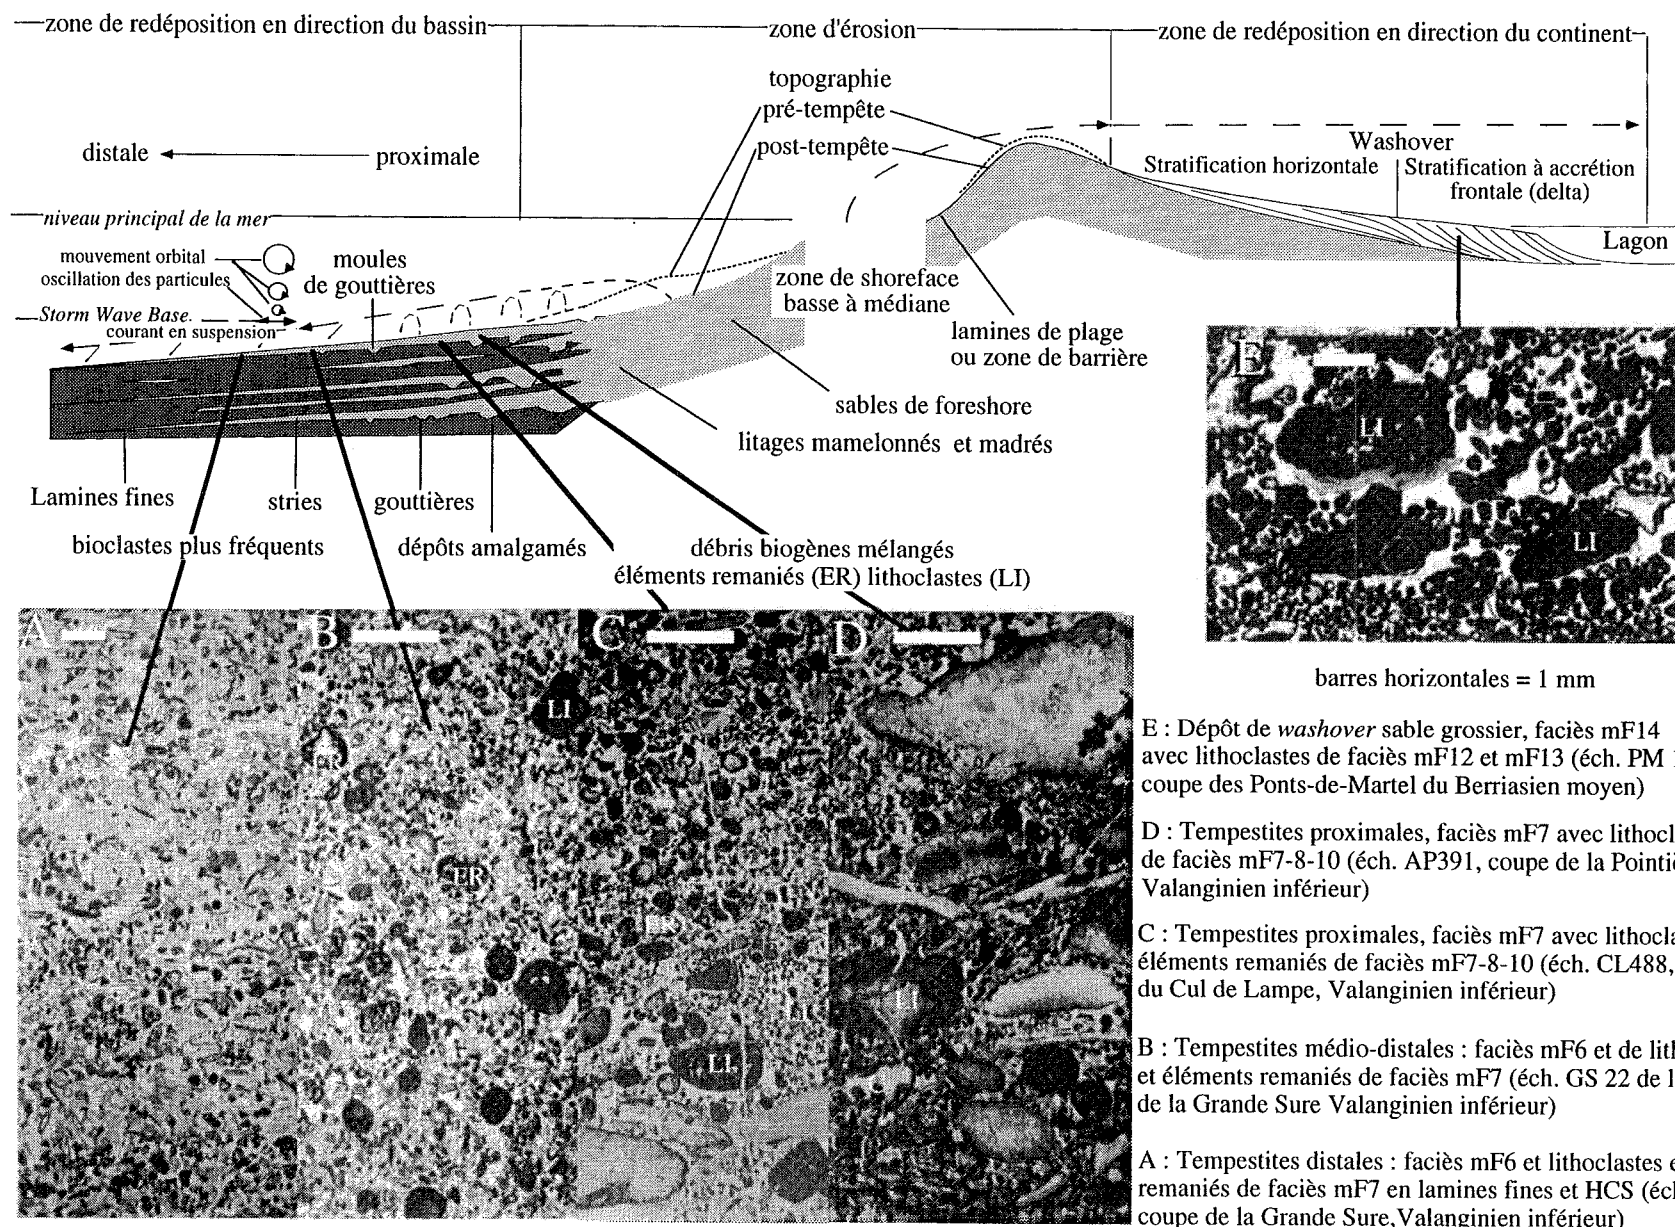 zone de redéposition en direction du bassin
zone d'érosion
zone de redéposition en direction du continent
topographie
pré-tempête
post-tempête
distale
proximale
Washover
Stratification horizontale
Stratification à accrétion
frontale (delta)
niveau principal de la mer
Lagon
mouvement orbital
oscillation des particules
moules
de gouttières
Storm Wave Base.
courant en suspension
zone de shoreface
basse à médiane
lamines de plage
ou zone de barrière
sables de foreshore
litages mamelonnés et madrés
Lamines fines
stries
gouttières
bioclastes plus fréquents
dépôts amalgamés
débris biogènes mélangés
éléments remaniés (ER) lithoclastes (LI)
E
LI
LI
A
B
C
D
LI
ER
ER
LI
LI
barres horizontales = 1 mm
E : Dépôt de washover sable grossier, faciès mF14
avec lithoclastes de faciès mF12 et mF13 (éch. PM
coupe des Ponts-de-Martel du Berriasien moyen)
D : Tempestites proximales, faciès mF7 avec lithocl
de faciès mF7-8-10 (éch. AP391, coupe de la Pointiè
Valanginien inférieur)
C : Tempestites proximales, faciès mF7 avec lithocla
éléments remaniés de faciès mF7-8-10 (éch. CL488,
du Cul de Lampe, Valanginien inférieur)
B : Tempestites médio-distales : faciès mF6 et de lith
et éléments remaniés de faciès mF7 (éch. GS 22 de l
de la Grande Sure Valanginien inférieur)
A : Tempestites distales : faciès mF6 et lithoclastes e
remaniés de faciès mF7 en lamines fines et HCS (éch
coupe de la Grande Sure,Valanginien inférieur)